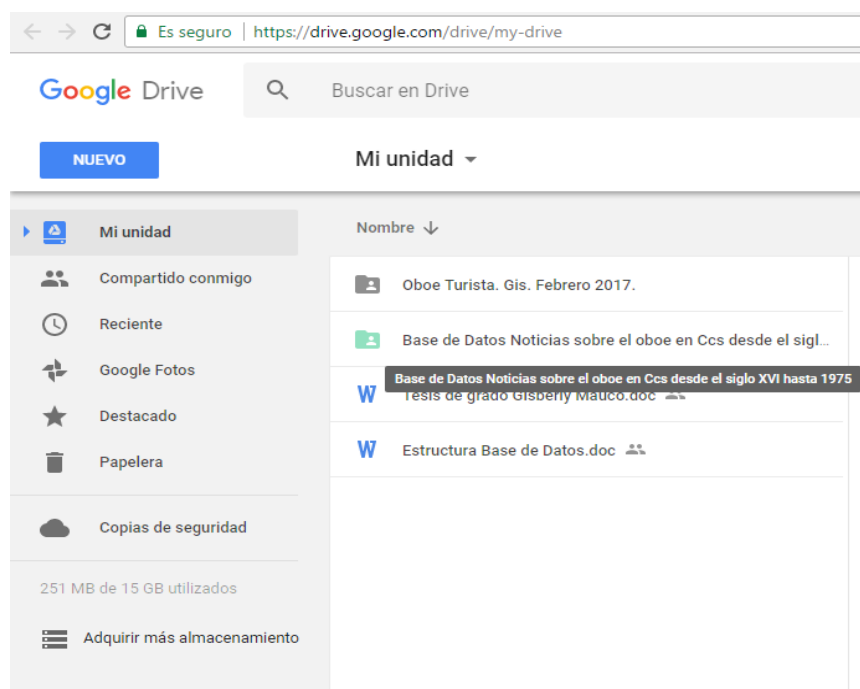 Es seguro | https://drive.google.com/drive/my-drive
Google Drive
Buscar en Drive
NUEVO
Mi unidad
Mi unidad
Compartido conmigo
Reciente
Google Fotos
Destacado
Papelera
Copias de seguridad
251 MB de 15 GB utilizados
Adquirir más almacenamiento
Nombre
Oboe Turista. Gis. Febrero 2017.
Base de Datos Noticias sobre el oboe en Ccs desde el sigl...
Base de Datos Noticias sobre el oboe en Ccs desde el siglo XVI hasta 1975
Tesis de grado Gisberly Mauco.doc
Estructura Base de Datos.doc